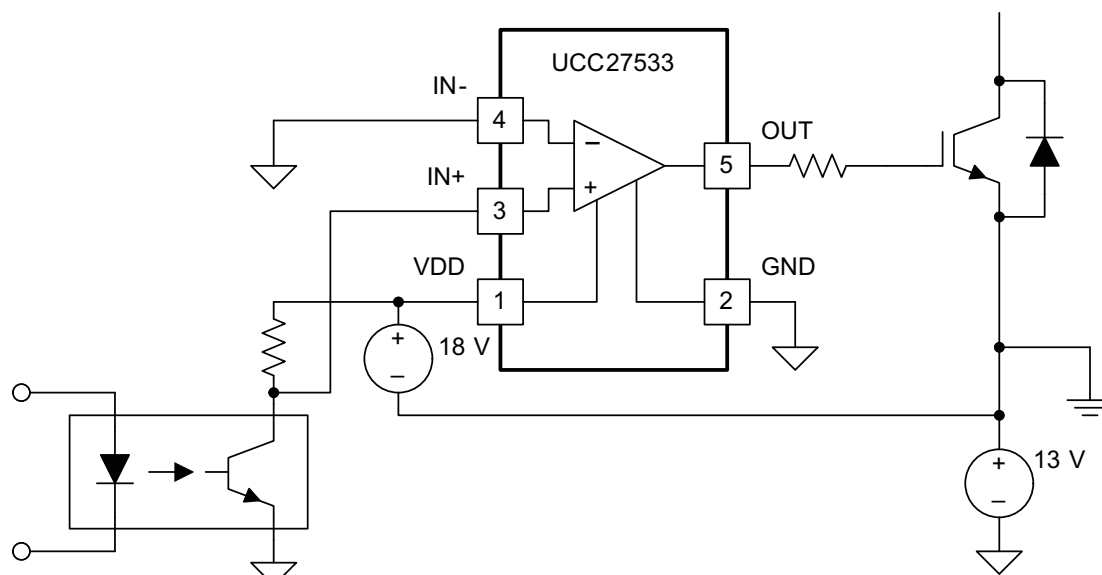 UCC27533
IN-
4
OUT
IN+
5
3
VDD
GND
1
2
+
18 V
−
+
13 V
−
−
+